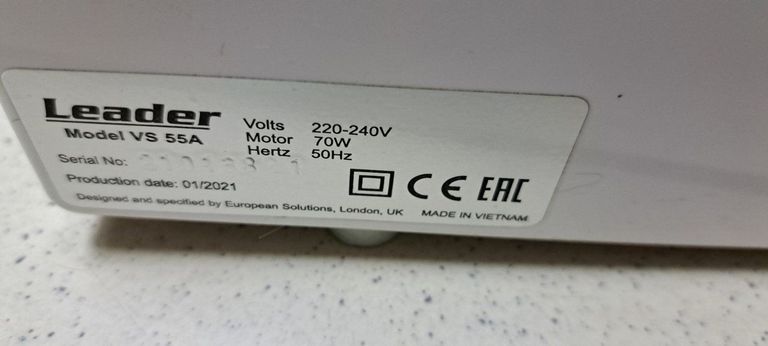 Leader
Model VS 55A
Volts 220-240V
Motor 70W
Hertz 50Hz
Serial No:
Production date: 01/2021
CE EAC
Designed and specified by European Solutions, London, UK MADE IN VIETNAM